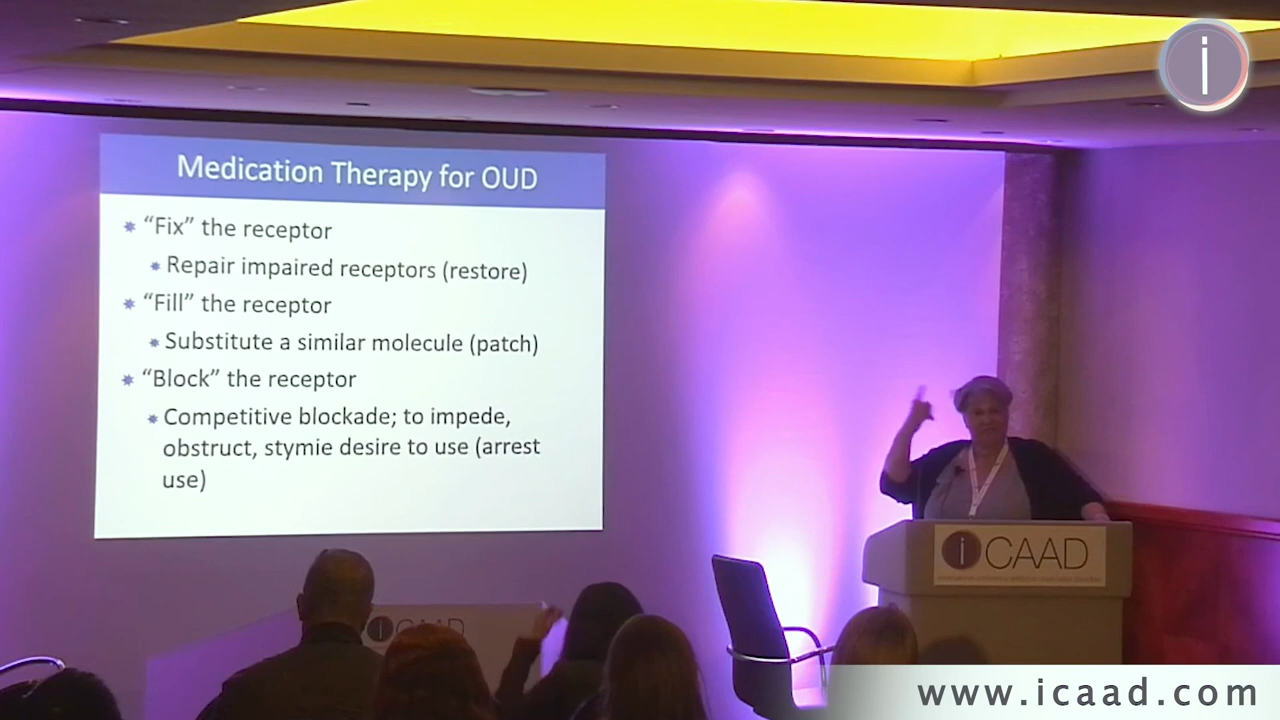 i
Medication Therapy for OUD
“Fix” the receptor
Repair impaired receptors (restore)
“Fill” the receptor
Substitute a similar molecule (patch)
“Block” the receptor
Competitive blockade; to impede,
obstruct, stymie desire to use (arrest
use)
iCAAD
iCAAD
www.icaad.com